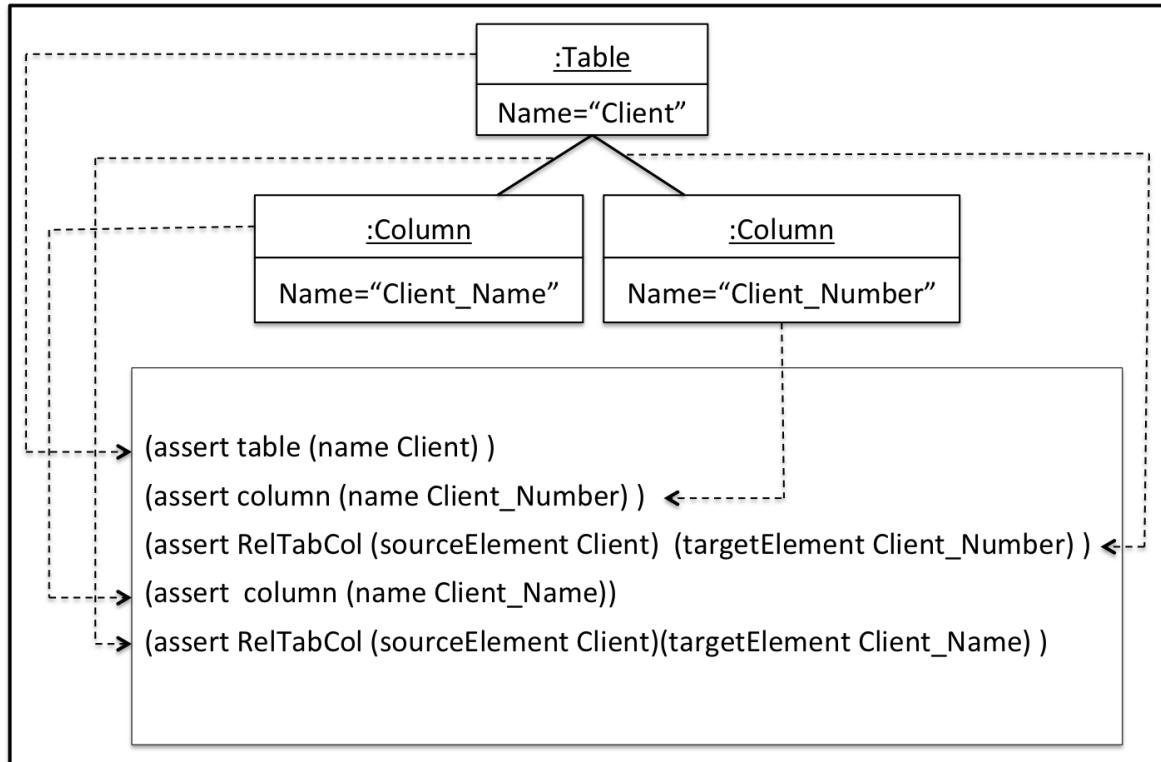 :Table
Name=“Client”
:Column
Name=“Client_Name”
:Column
Name=“Client_Number”
(assert table (name Client) )
(assert column (name Client_Number) )
(assert RelTabCol (sourceElement Client)  (targetElement Client_Number) )
(assert  column (name Client_Name))
(assert RelTabCol (sourceElement Client)(targetElement Client_Name) )